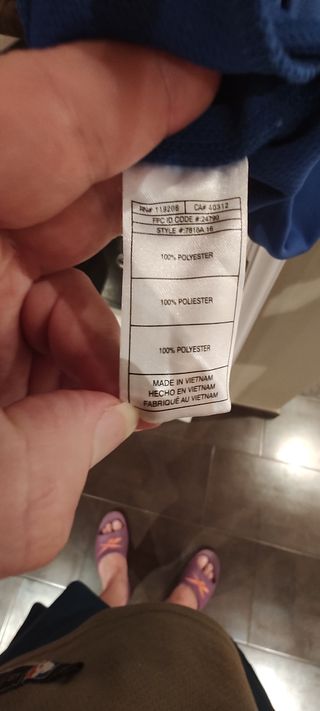 RN# 119208 CA# 40312
FPC ID CODE #:24790
STYLE #:7818A 16
100% POLYESTER
100% POLIESTER
100% POLYESTER
MADE IN VIETNAM
HECHO EN VIETNAM
FABRIQUÉ AU VIETNAM